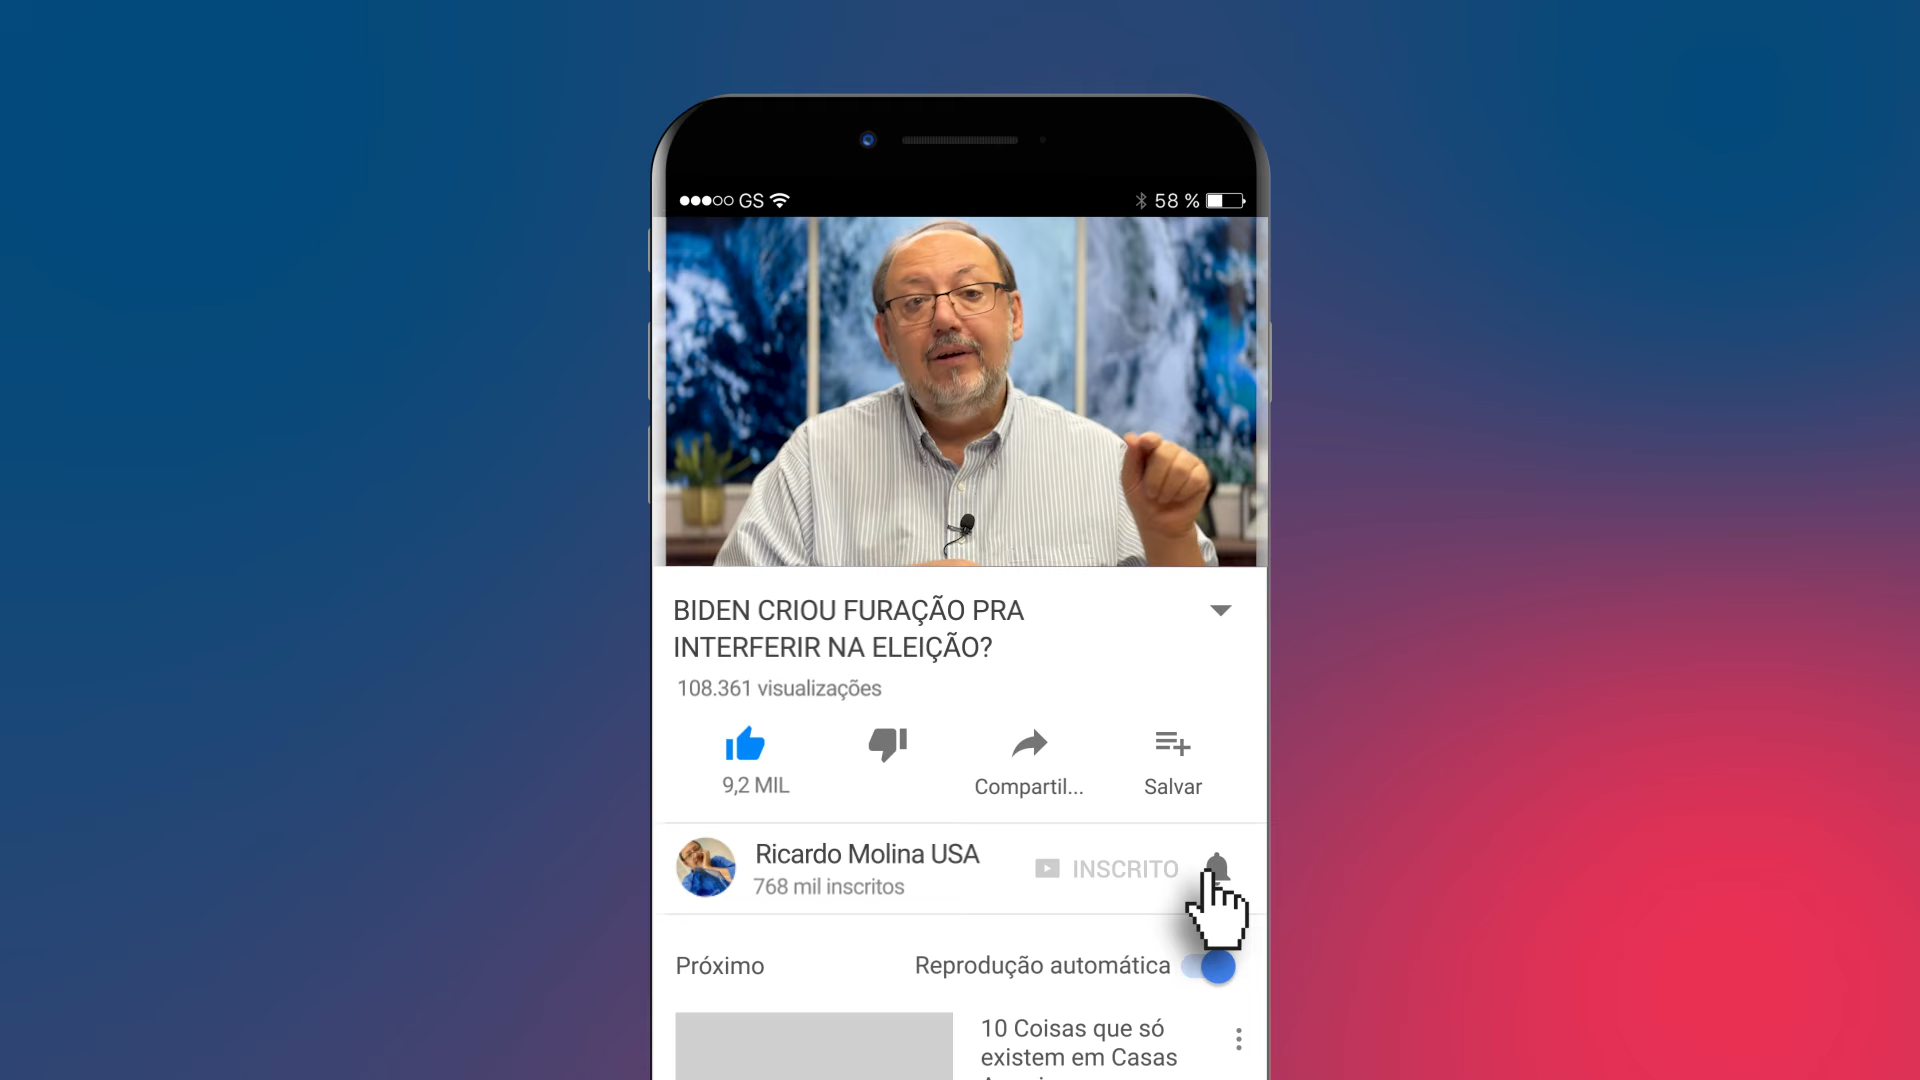 GS
58 %
BIDEN CRIOU FURAÇÃO PRA
INTERFERIR NA ELEIÇÃO?
108.361 visualizações
9,2 MIL
Compartil...
Salvar
Ricardo Molina USA
768 mil inscritos
INSCRITO
Próximo
Reprodução automática
10 Coisas que só
existem em Casas